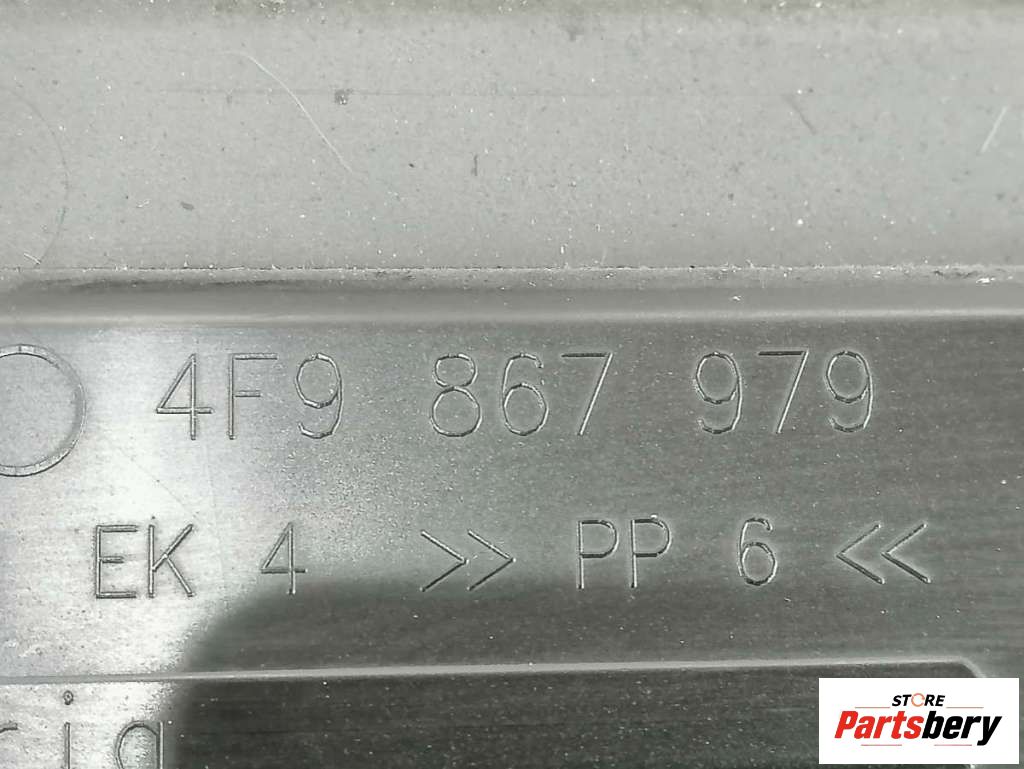 4F9 867 979
EK 4 >> PP 6 <<
STORE
Partsbery